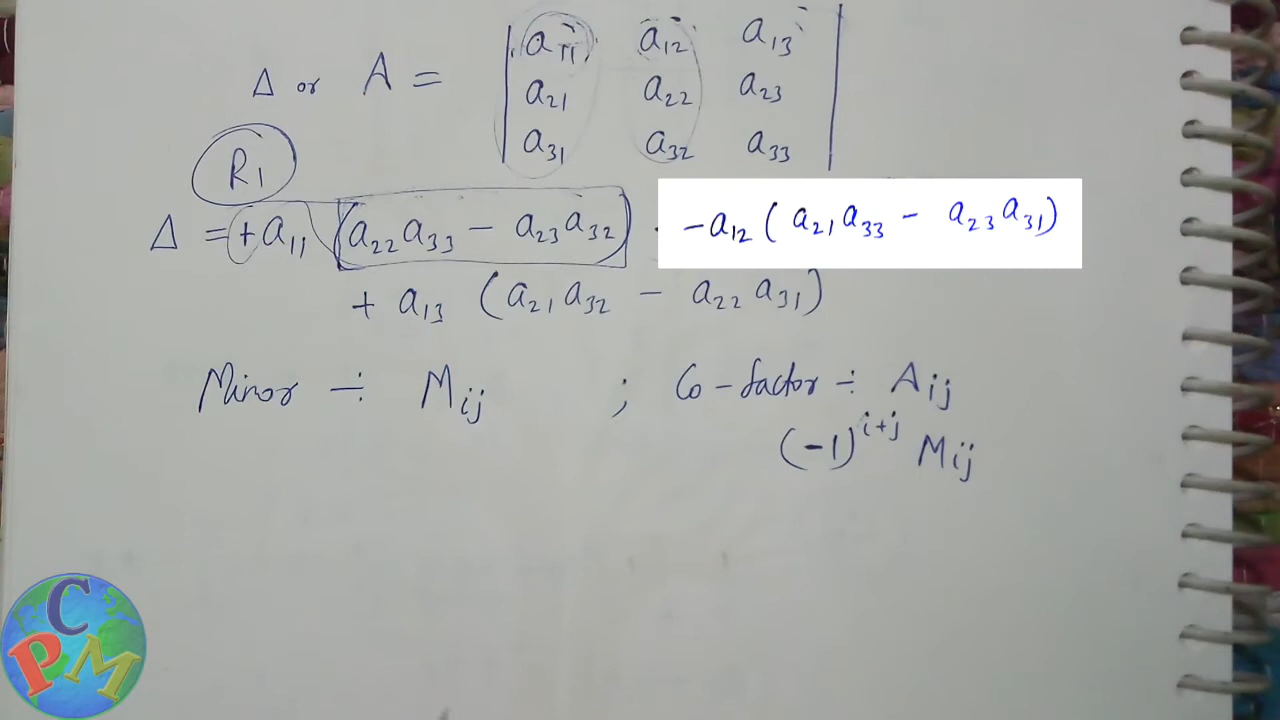 Δ or A = | a11 a12 a13 |
| a21 a22 a23 |
| a31 a32 a33 |
R1
Δ = +a11 (a22 a33 - a23 a32) -a12 ( a21 a33 - a23 a31)
+ a13 (a21 a32 - a22 a31)
Minor ÷ Mij ; Co-factor ÷ Aij
(-1)^i+j Mij
C
P M